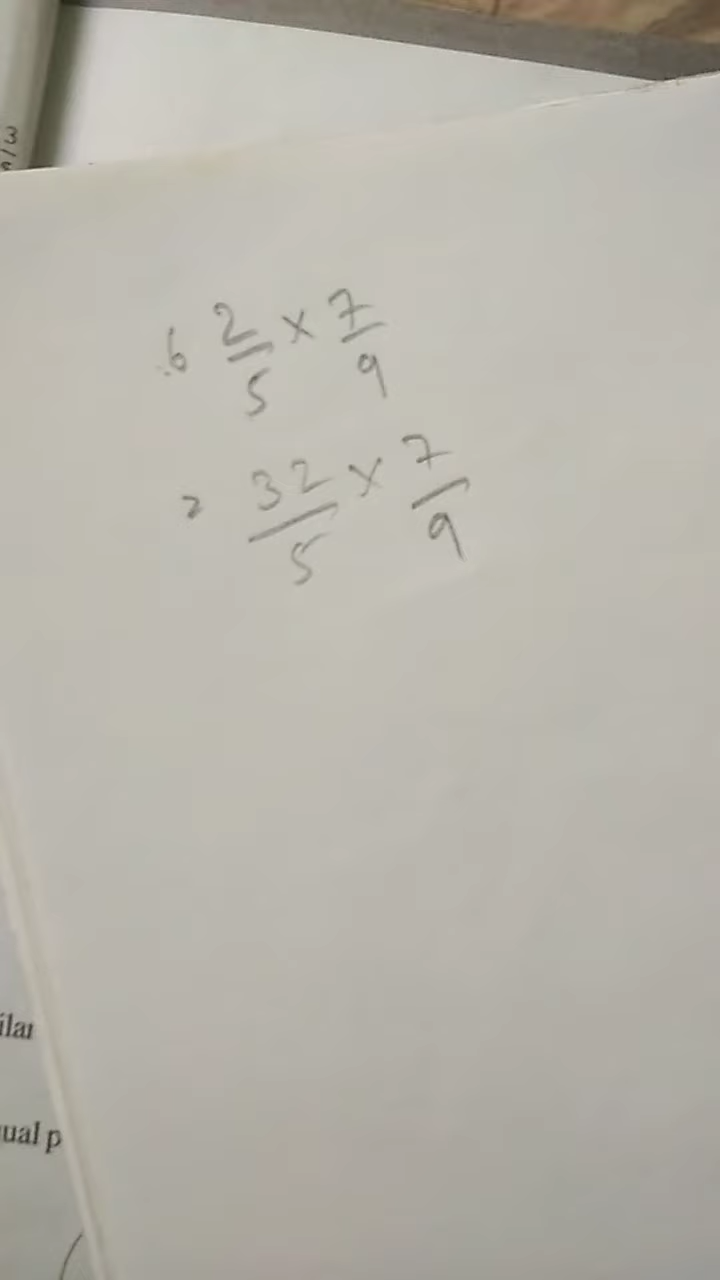 6 2/5 × 7/9
= 32/5 × 7/9
ilar
ual p